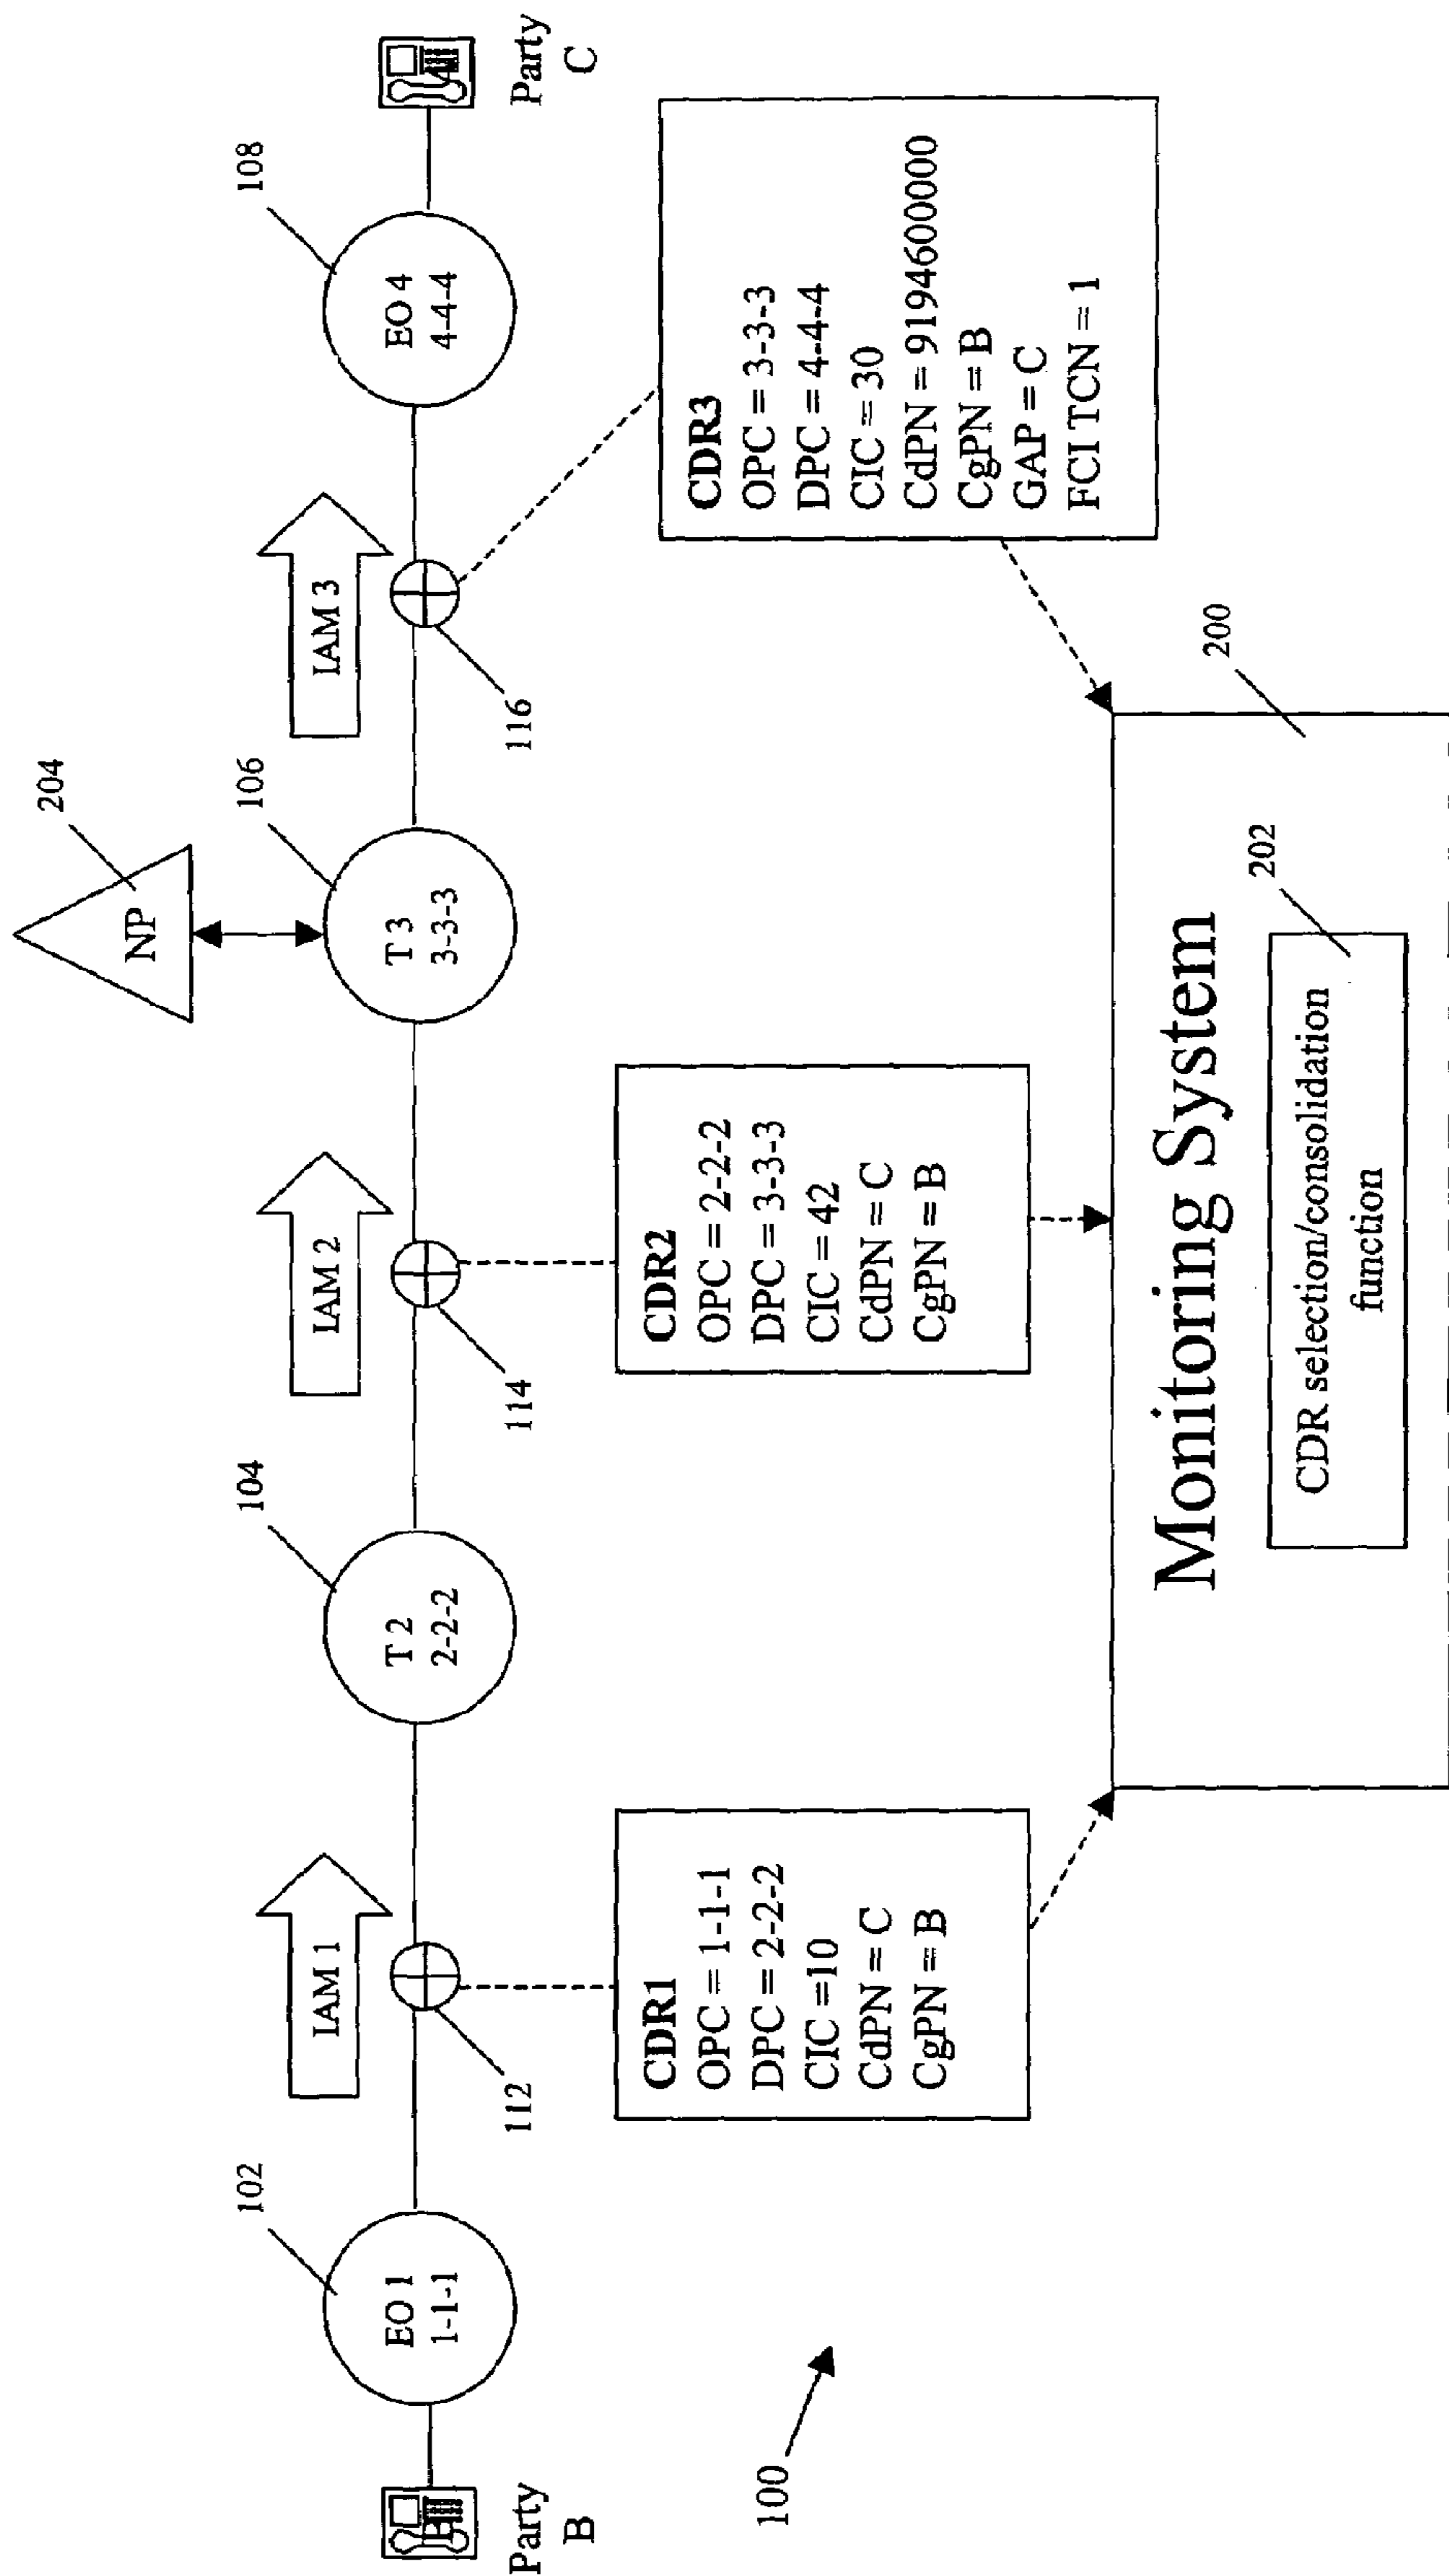 204
NP
102
104
106
108
IAM 1
IAM 2
IAM 3
EO 1
1-1-1
T 2
2-2-2
T 3
3-3-3
EO 4
4-4-4
Party
B
Party
C
112
114
116
CDR1
OPC = 1-1-1
DPC = 2-2-2
CIC =10
CdPN = C
CgPN = B
CDR2
OPC = 2-2-2
DPC = 3-3-3
CIC = 42
CdPN = C
CgPN = B
CDR3
OPC = 3-3-3
DPC = 4-4-4
CIC = 30
CdPN = 9194600000
CgPN = B
GAP = C
FCI TCN = 1
100
200
Monitoring System
202
CDR selection/consolidation
function